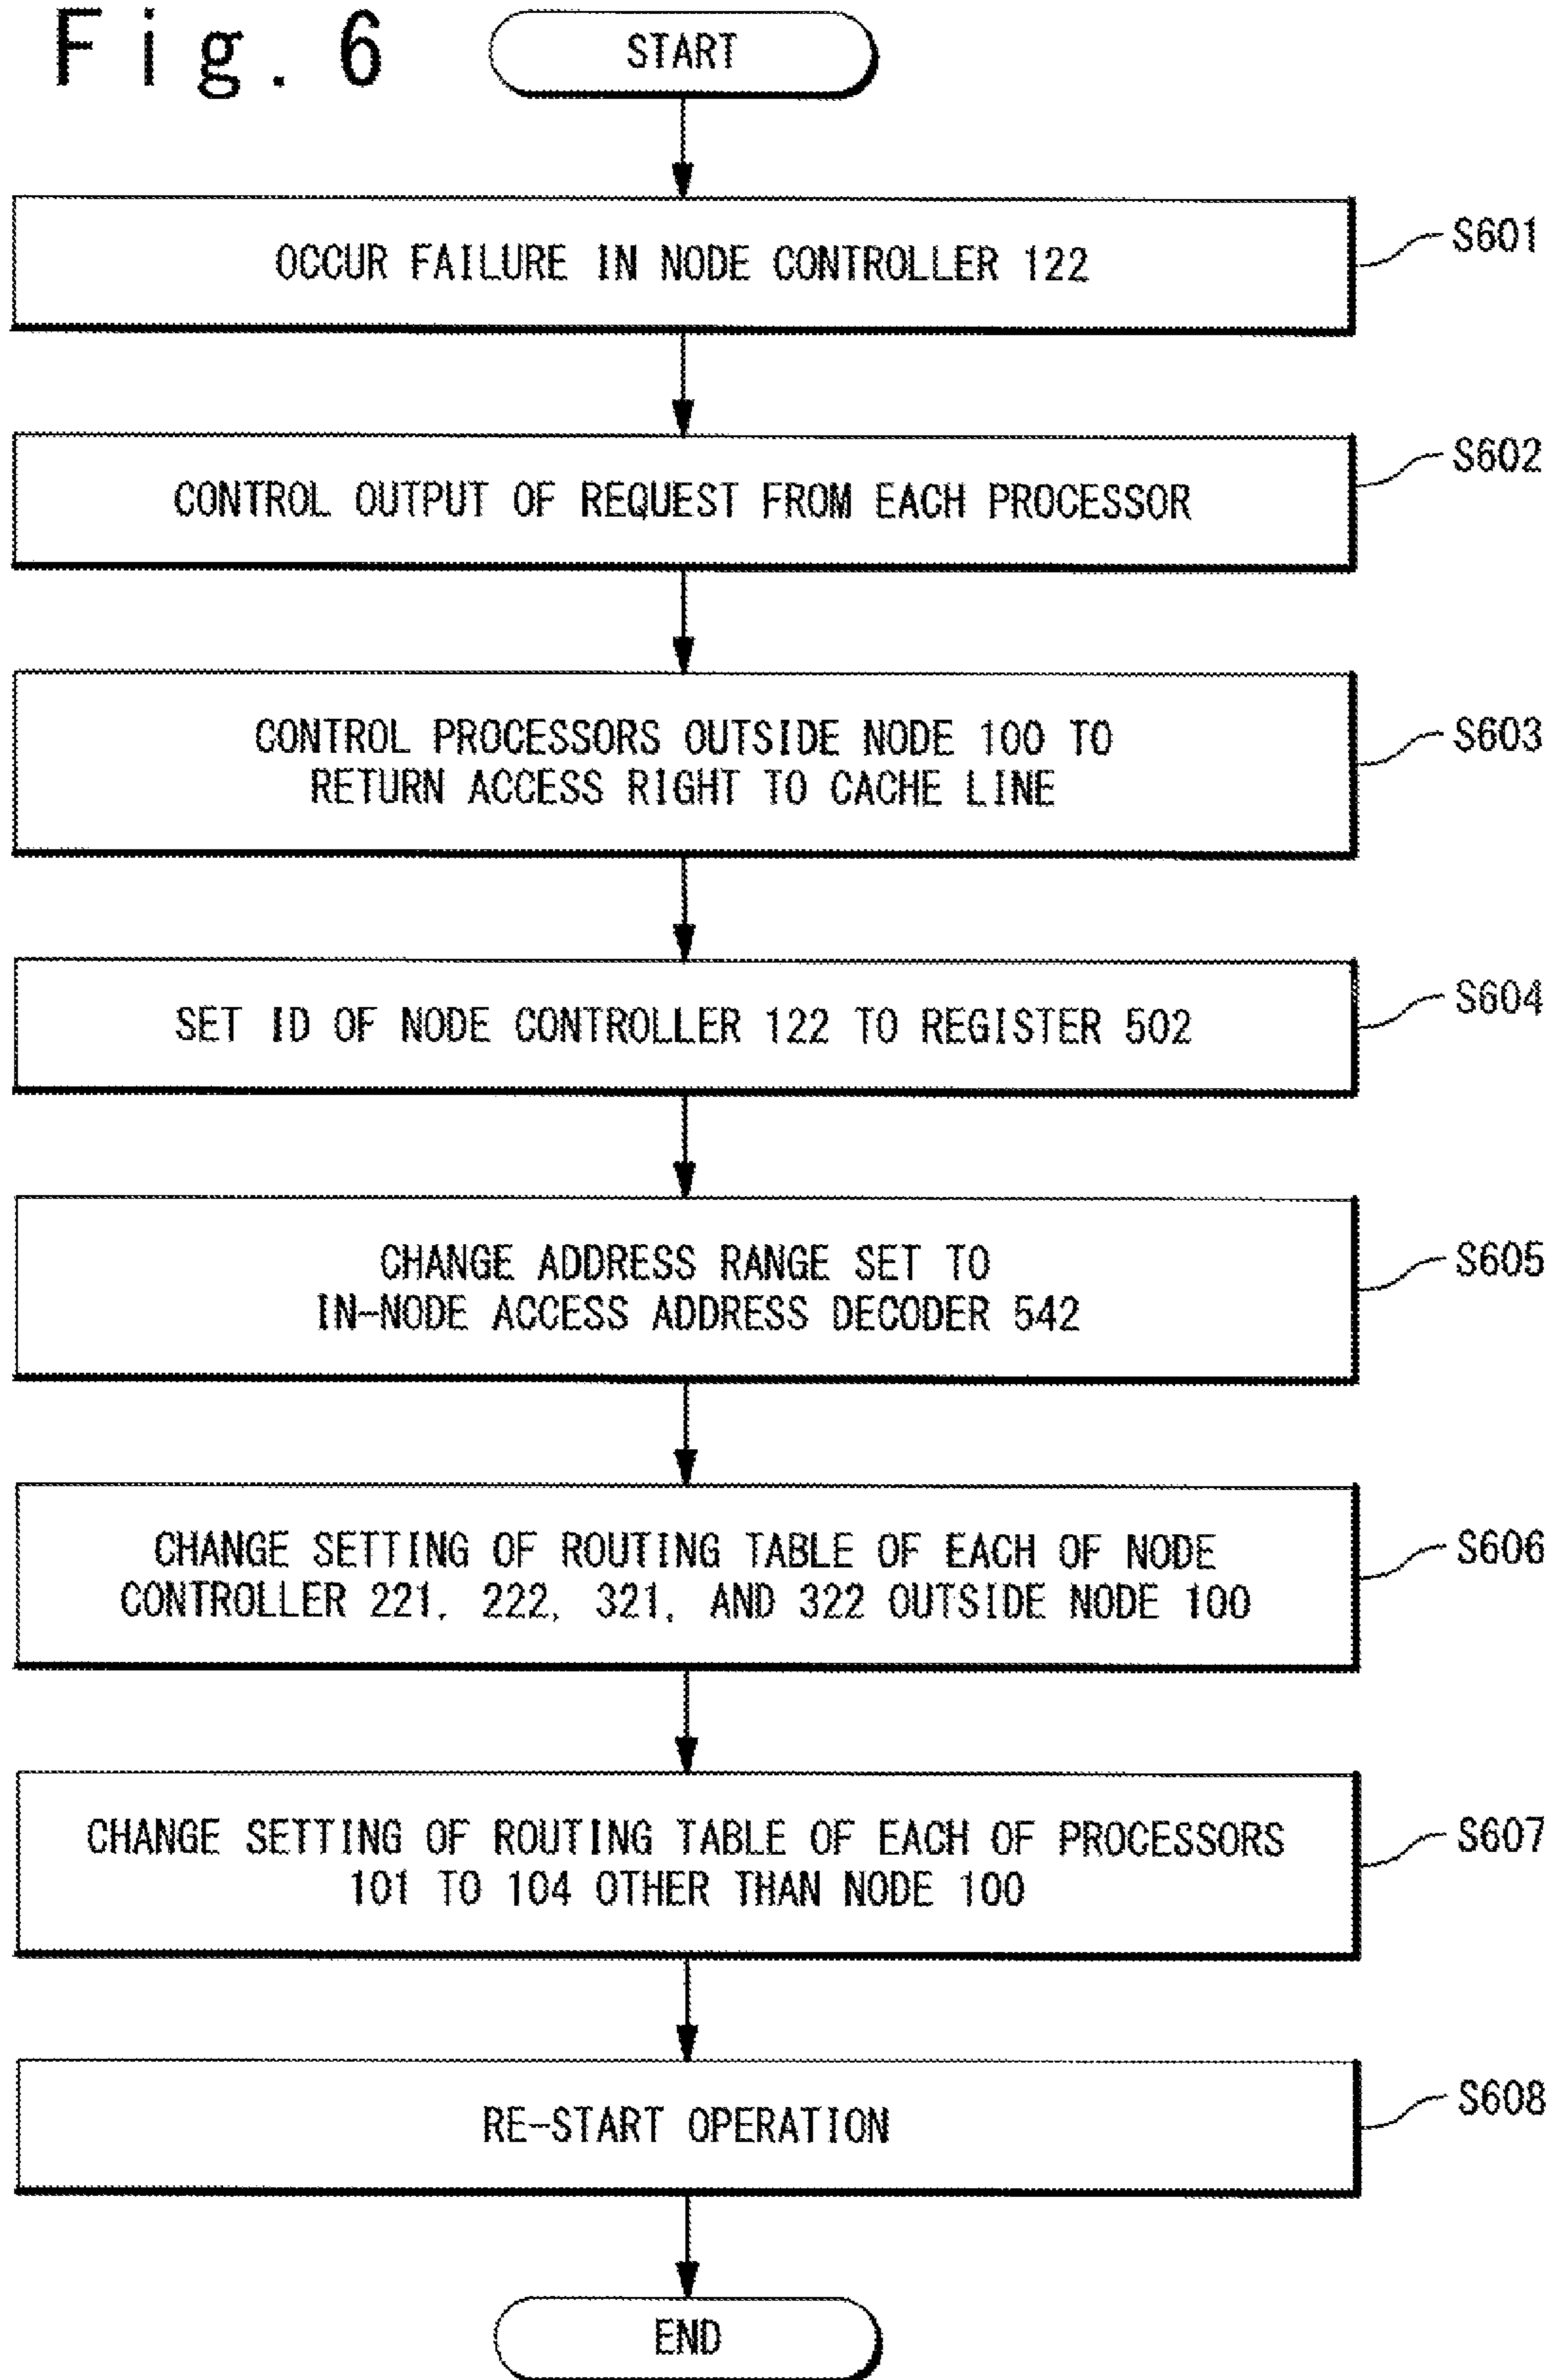 Fig. 6
START
OCCUR FAILURE IN NODE CONTROLLER 122
S601
CONTROL OUTPUT OF REQUEST FROM EACH PROCESSOR
S602
CONTROL PROCESSORS OUTSIDE NODE 100 TO
RETURN ACCESS RIGHT TO CACHE LINE
S603
SET ID OF NODE CONTROLLER 122 TO REGISTER 502
S604
CHANGE ADDRESS RANGE SET TO
IN-NODE ACCESS ADDRESS DECODER 542
S605
CHANGE SETTING OF ROUTING TABLE OF EACH OF NODE
CONTROLLER 221, 222, 321, AND 322 OUTSIDE NODE 100
S606
CHANGE SETTING OF ROUTING TABLE OF EACH OF PROCESSORS
101 TO 104 OTHER THAN NODE 100
S607
RE-START OPERATION
S608
END